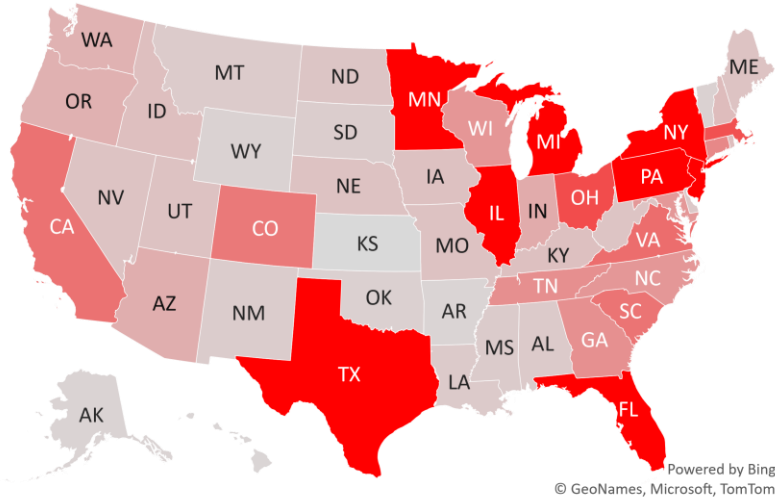 WA
MT
ND
MN
ME
OR
ID
SD
WI
MI
NY
WY
IA
PA
NV
UT
NE
IL
IN
OH
CA
CO
KS
MO
KY
VA
TN
NC
AZ
NM
OK
AR
SC
MS
AL
GA
TX
LA
AK
FL
Powered by Bing
© GeoNames, Microsoft, TomTom